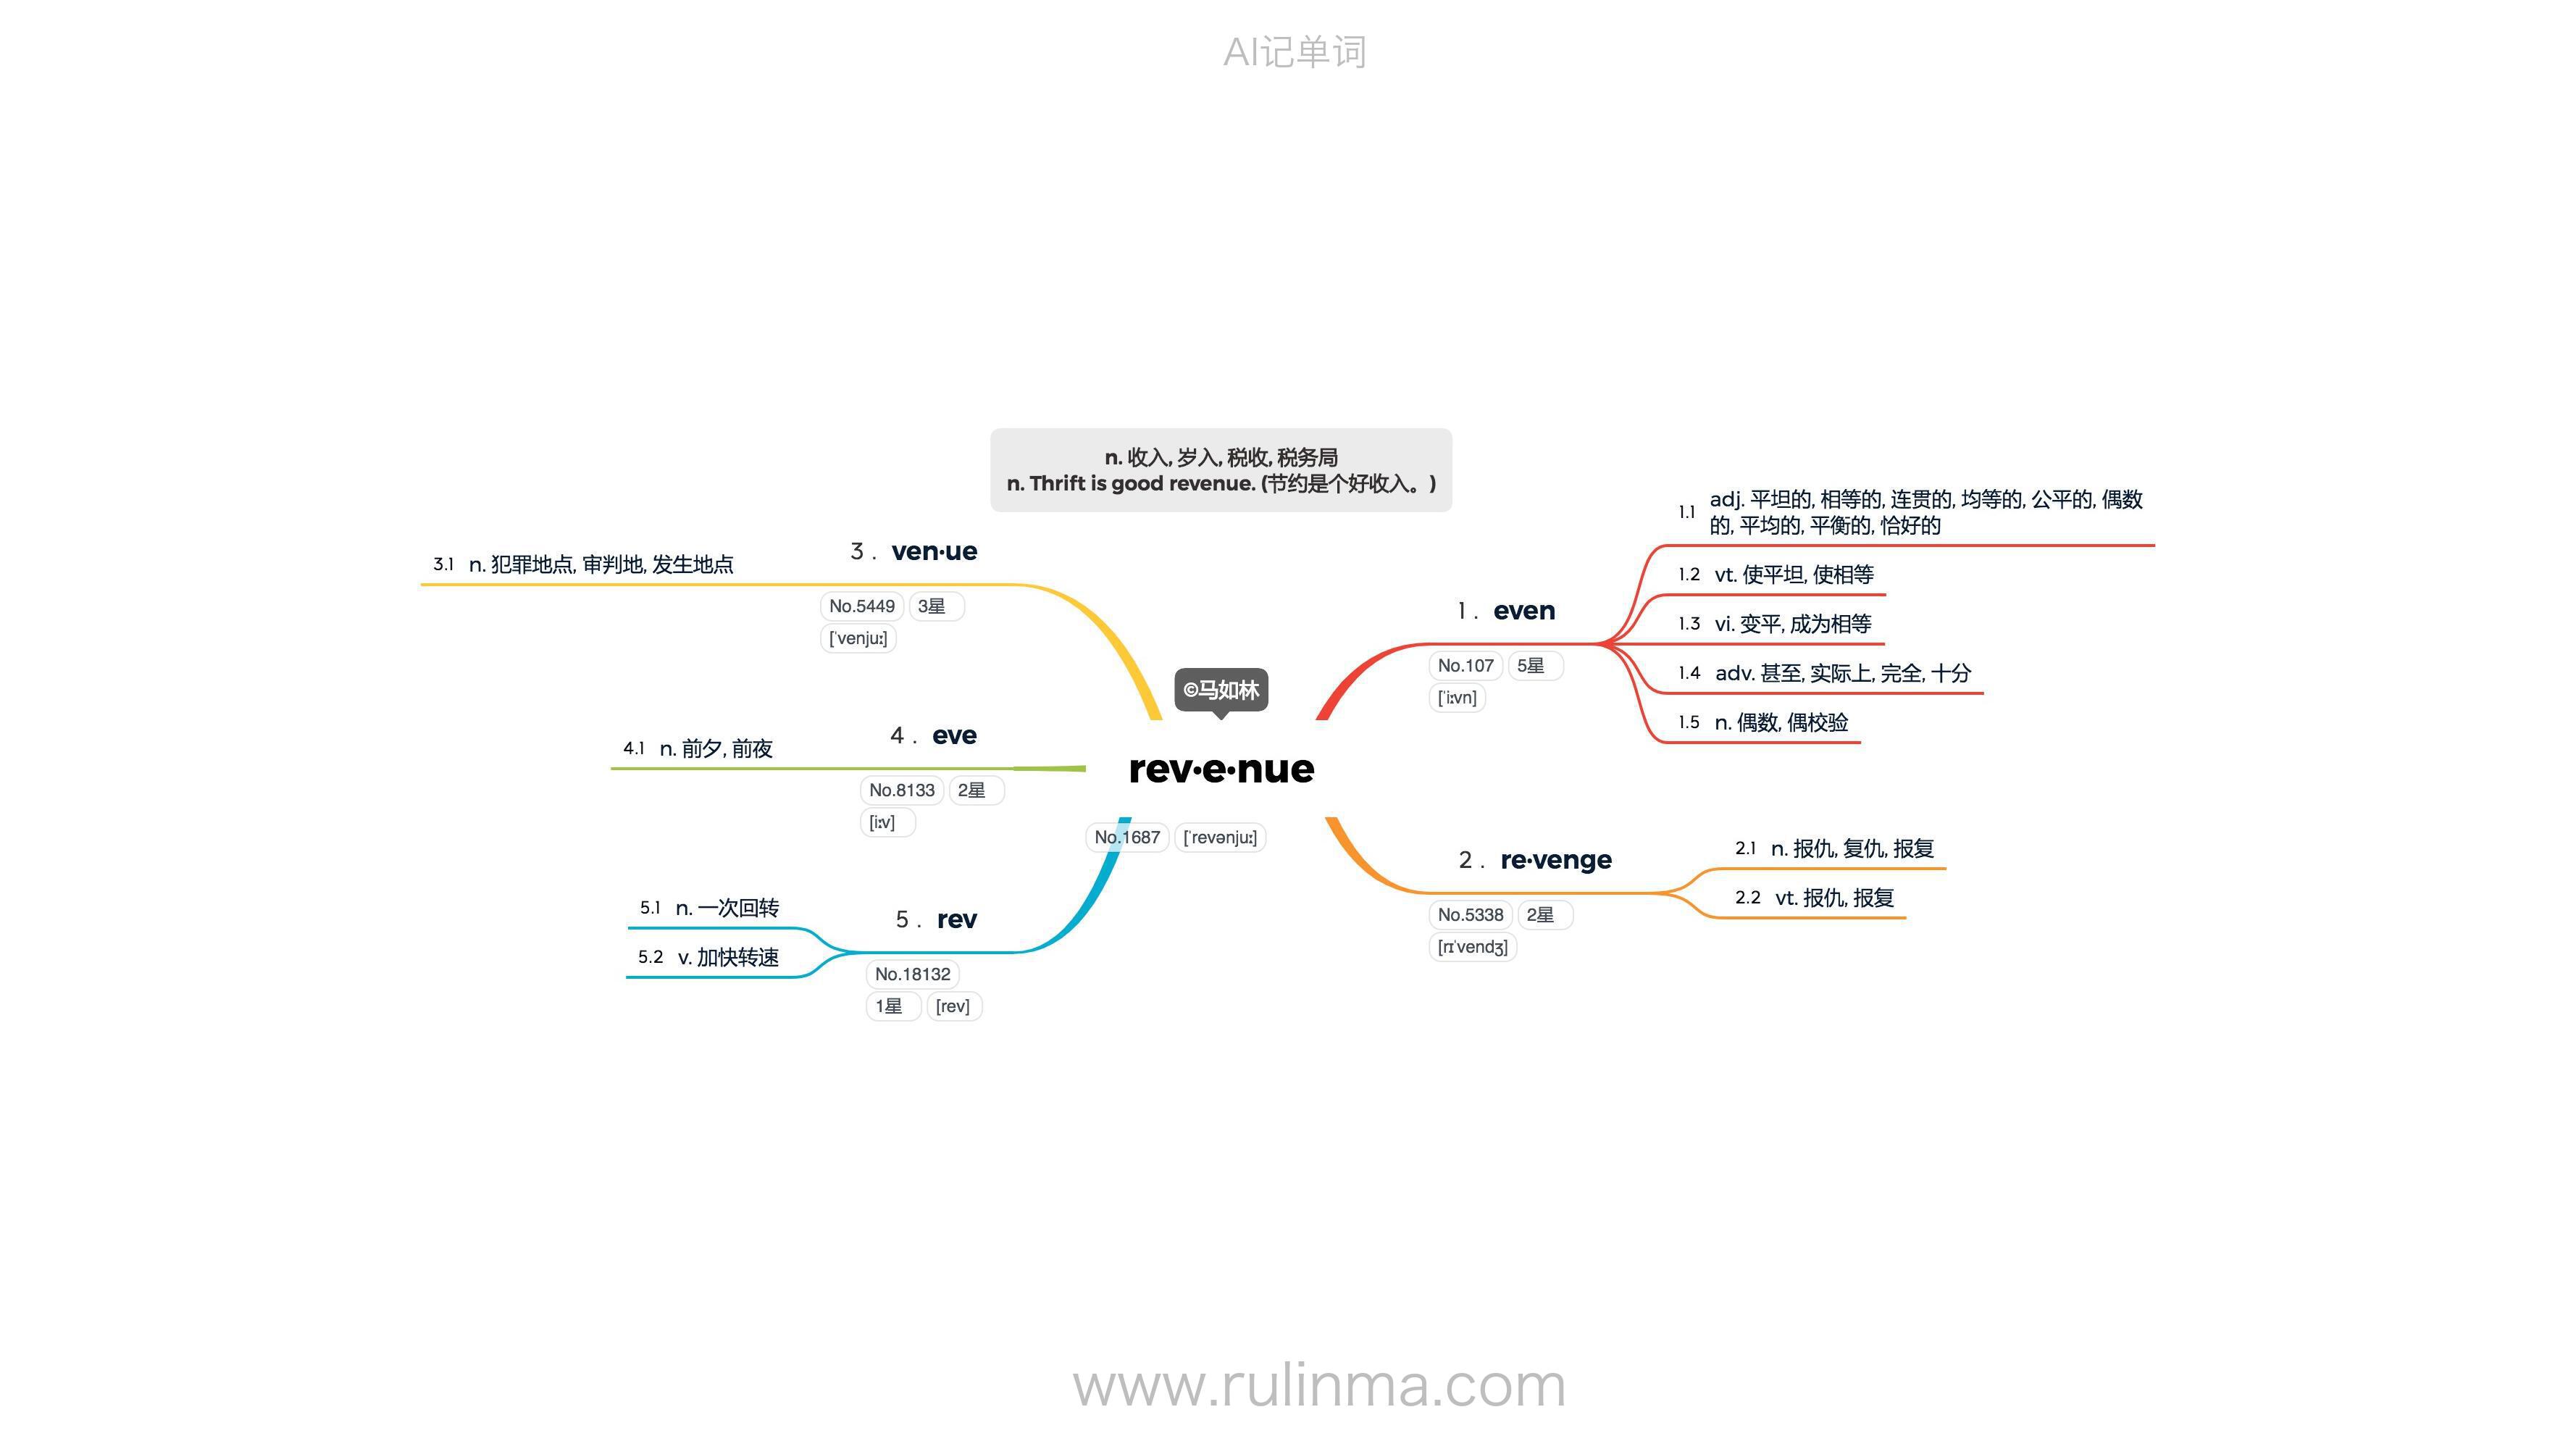 AI记单词
n. 收入, 岁入, 税收, 税务局
n. Thrift is good revenue. (节约是个好收入。)
©马如林
rev·e·nue
No.1687 [ˈrevənjuː]
1. even
No.107 5星
[ˈiːvn]
1.1 adj. 平坦的, 相等的, 连贯的, 均等的, 公平的, 偶数
的, 平均的, 平衡的, 恰好的
1.2 vt. 使平坦, 使相等
1.3 vi. 变平, 成为相等
1.4 adv. 甚至, 实际上, 完全, 十分
1.5 n. 偶数, 偶校验
2. re·venge
No.5338 2星
[rɪˈvendʒ]
2.1 n. 报仇, 复仇, 报复
2.2 vt. 报仇, 报复
3. ven·ue
No.5449 3星
[ˈvenjuː]
3.1 n. 犯罪地点, 审判地, 发生地点
4. eve
No.8133 2星
[iːv]
4.1 n. 前夕, 前夜
5. rev
No.18132
1星 [rev]
5.1 n. 一次回转
5.2 v. 加快转速
www.rulinma.com